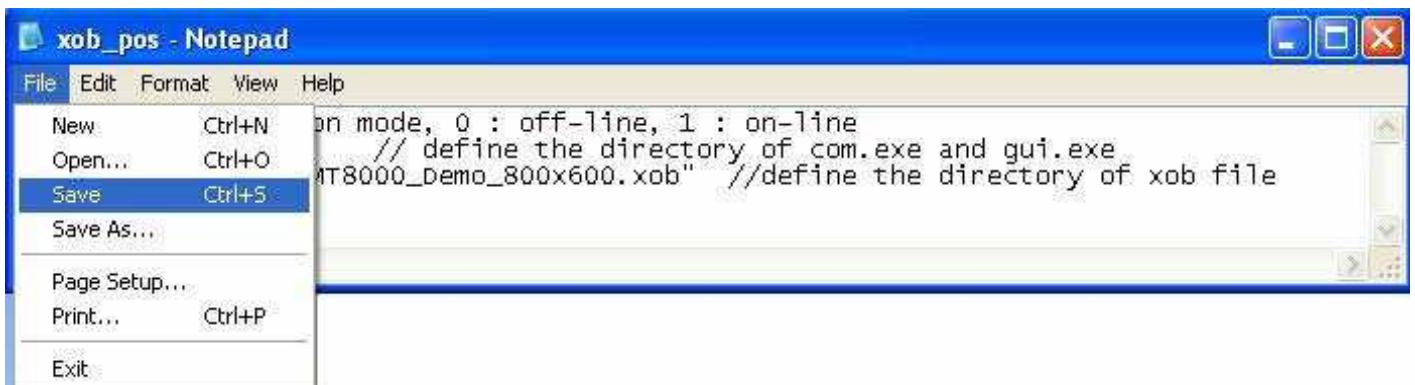 xob_pos - Notepad
File Edit Format View Help
New Ctrl+N
Open... Ctrl+O
Save Ctrl+S
Save As...
Page Setup...
Print... Ctrl+P
Exit
on mode, 0 : off-line, 1 : on-line
// define the directory of com.exe and gui.exe
MT8000_Demo_800x600.xob" //define the directory of xob file